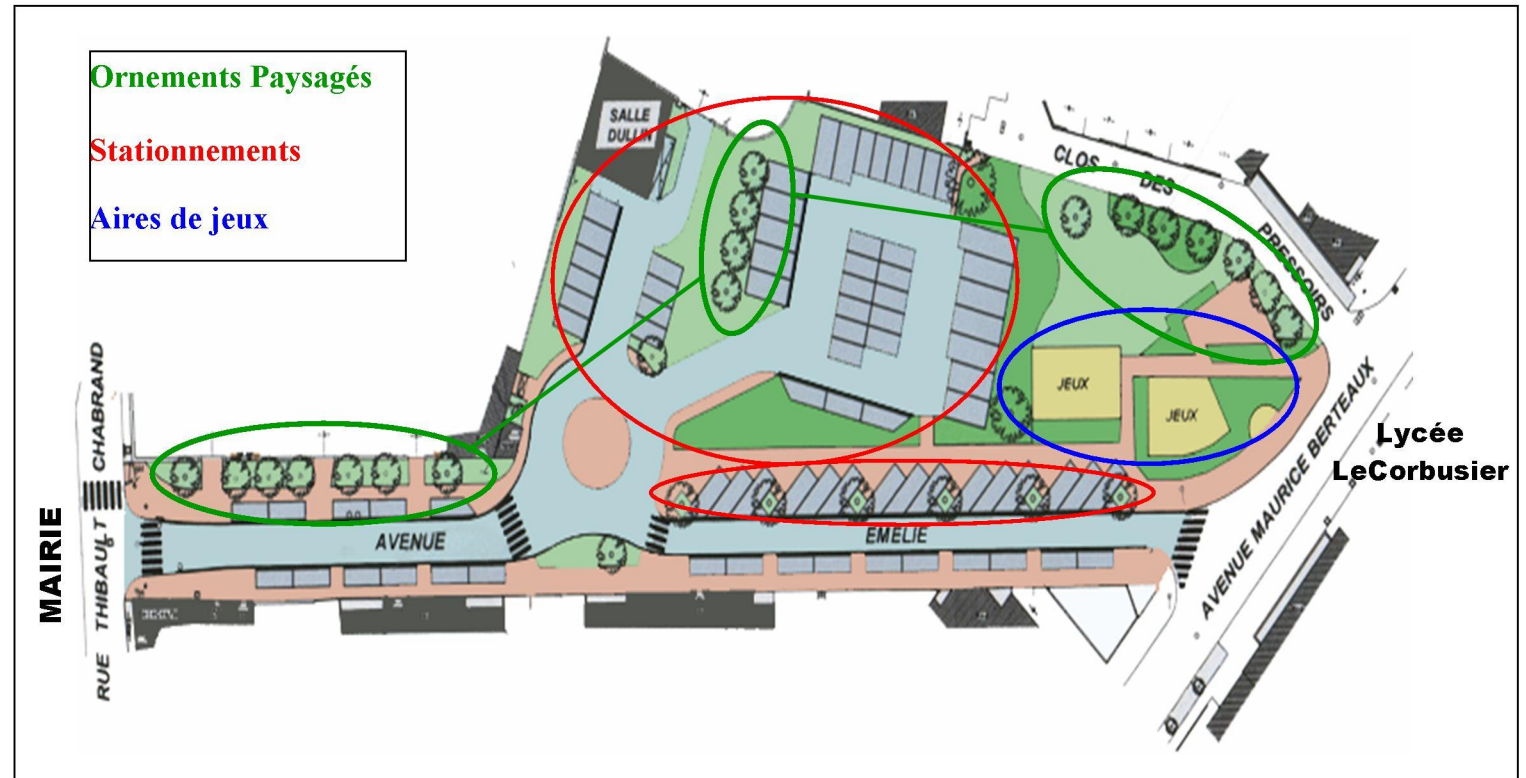 Ornements Paysagés
Stationnements
Aires de jeux
SALLE
DULLIN
CLOS DES PRESSOIRS
JEUX
JEUX
Lycée
LeCorbusier
AVENUE MAURICE BERTEAUX
AVENUE EMELIE
MAIRIE
RUE THIBAULT CHABRAND